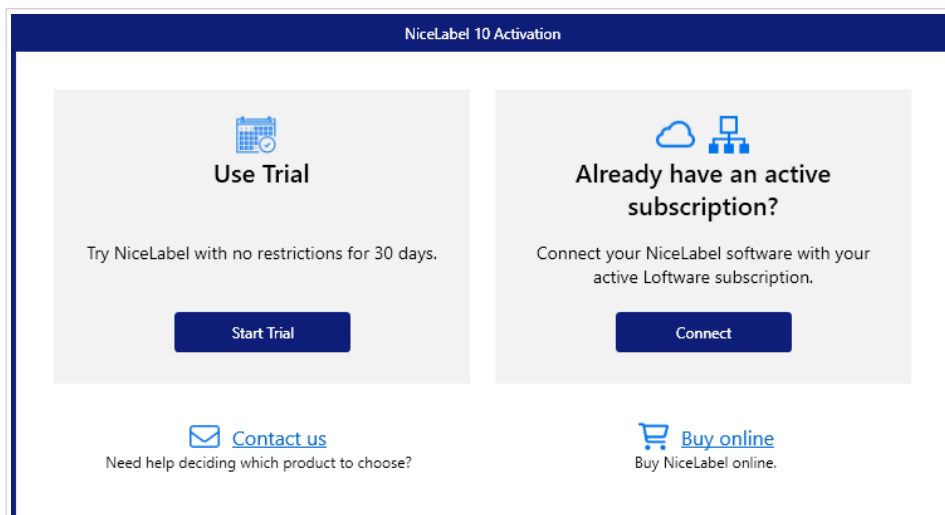 NiceLabel 10 Activation
Use Trial
Try NiceLabel with no restrictions for 30 days.
Start Trial
Already have an active
subscription?
Connect your NiceLabel software with your
active Loftware subscription.
Connect
Contact us
Need help deciding which product to choose?
Buy online
Buy NiceLabel online.